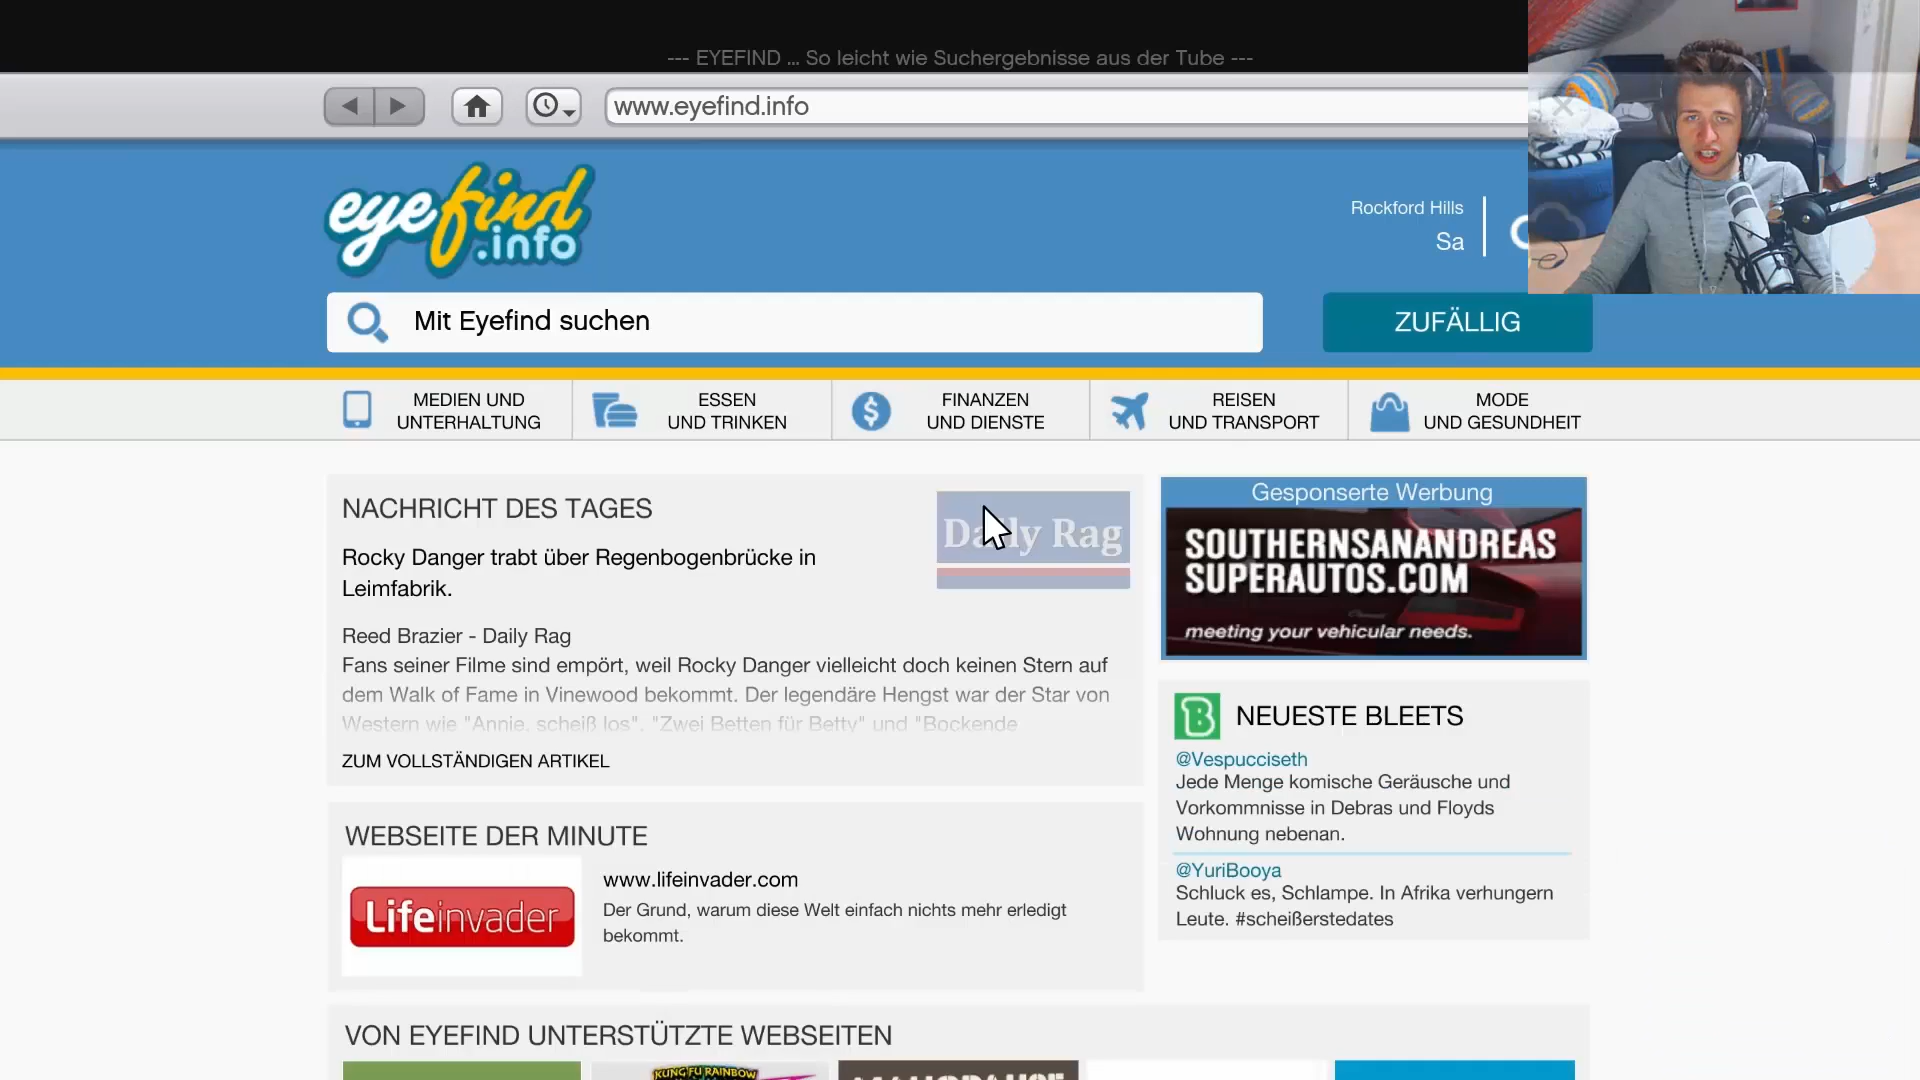 --- EYEFIND ... So leicht wie Suchergebnisse aus der Tube ---
www.eyefind.info
eyefind
.info
Rockford Hills
Sa
Mit Eyefind suchen
ZUFÄLLIG
MEDIEN UND
UNTERHALTUNG
ESSEN
UND TRINKEN
FINANZEN
UND DIENSTE
REISEN
UND TRANSPORT
MODE
UND GESUNDHEIT
NACHRICHT DES TAGES
Daily Rag
Rocky Danger trabt über Regenbogenbrücke in
Leimfabrik.
Reed Brazier - Daily Rag
Fans seiner Filme sind empört, weil Rocky Danger vielleicht doch keinen Stern auf
dem Walk of Fame in Vinewood bekommt. Der legendäre Hengst war der Star von
Western wie "Annie, scheiß los", "Zwei Betten für Betty" und "Bockende
ZUM VOLLSTÄNDIGEN ARTIKEL
Gesponserte Werbung
SOUTHERNSANANDREAS
SUPERAUTOS.COM
meeting your vehicular needs.
NEUESTE BLEETS
@Vespucciseth
Jede Menge komische Geräusche und
Vorkommnisse in Debras und Floyds
Wohnung nebenan.
@YuriBooya
Schluck es, Schlampe. In Afrika verhungern
Leute. #scheißerstedates
WEBSEITE DER MINUTE
Lifeinvader
www.lifeinvader.com
Der Grund, warum diese Welt einfach nichts mehr erledigt
bekommt.
VON EYEFIND UNTERSTÜTZTE WEBSEITEN
KUNG FU RAINBOW